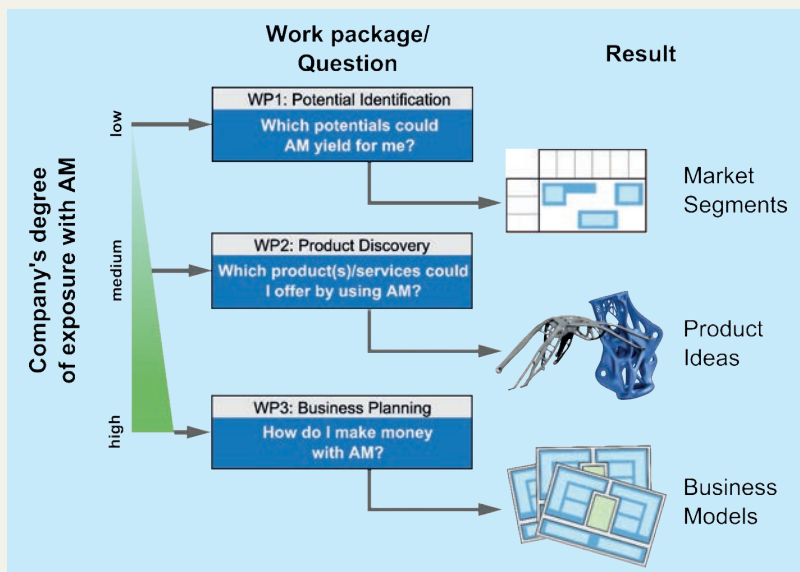 Work package/
Question
Result
Company's degree
of exposure with AM
low
medium
high
WP1: Potential Identification
Which potentials could
AM yield for me?
Market
Segments
WP2: Product Discovery
Which product(s)/services could
I offer by using AM?
Product
Ideas
WP3: Business Planning
How do I make money
with AM?
Business
Models